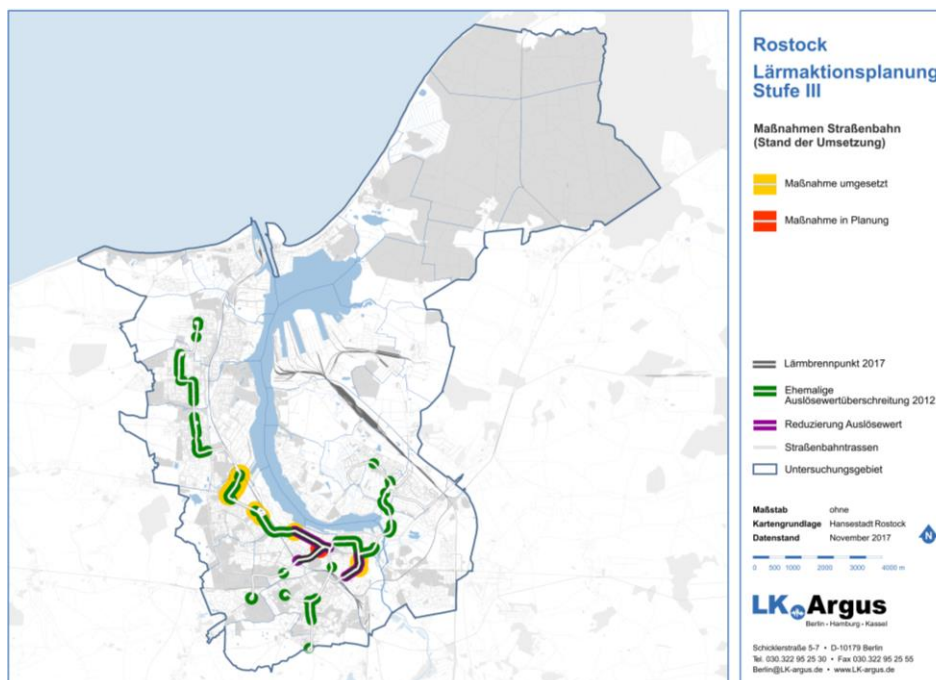 Rostock
Lärmaktionsplanung
Stufe III
Maßnahmen Straßenbahn
(Stand der Umsetzung)
Maßnahme umgesetzt
Maßnahme in Planung
Lärmbrennpunkt 2017
Ehemalige
Auslösewertüberschreitung 2012
Reduzierung Auslösewert
Straßenbahntrassen
Untersuchungsgebiet
Maßstab ohne
Kartengrundlage Hansestadt Rostock
Datenstand November 2017
N
0 500 1000 2000 3000 4000 m
LK Argus
Berlin • Hamburg • Kassel
Schicklerstraße 5-7 • D-10179 Berlin
Tel. 030.322 95 25 30 • Fax 030.322 95 25 55
Berlin@LK-argus.de • www.LK-argus.de